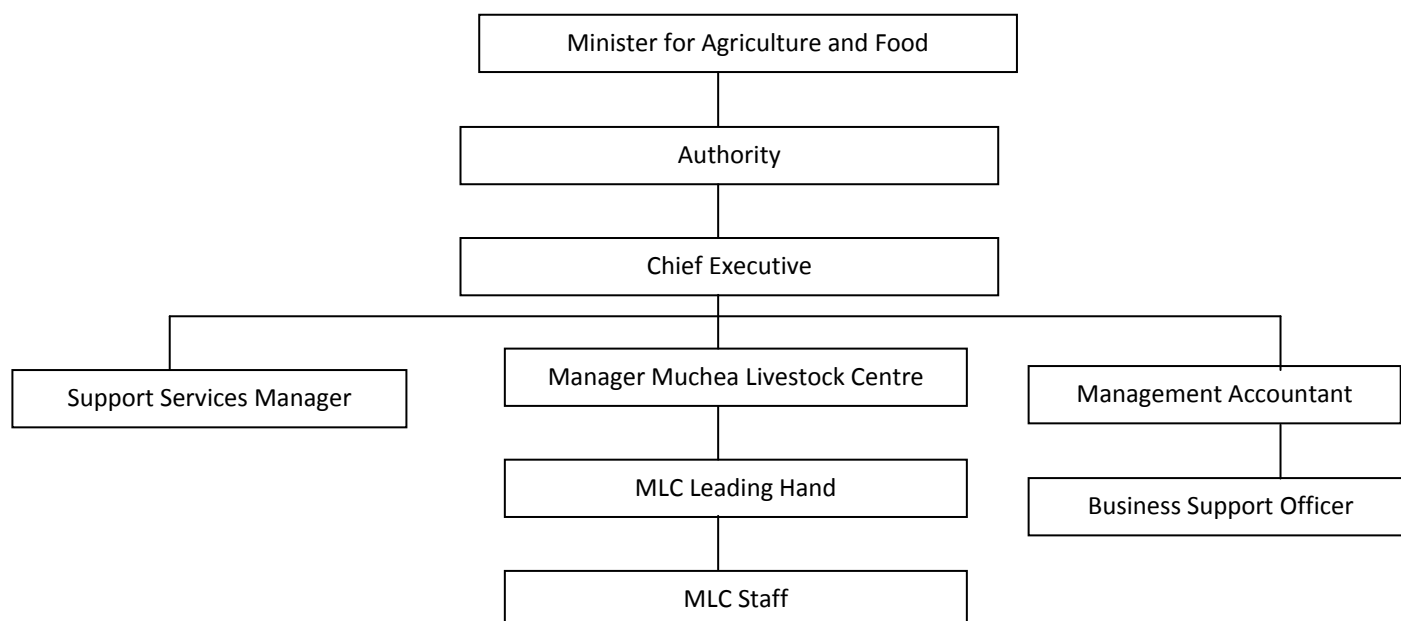 Minister for Agriculture and Food
Authority
Chief Executive
Support Services Manager
Manager Muchea Livestock Centre
Management Accountant
MLC Leading Hand
Business Support Officer
MLC Staff